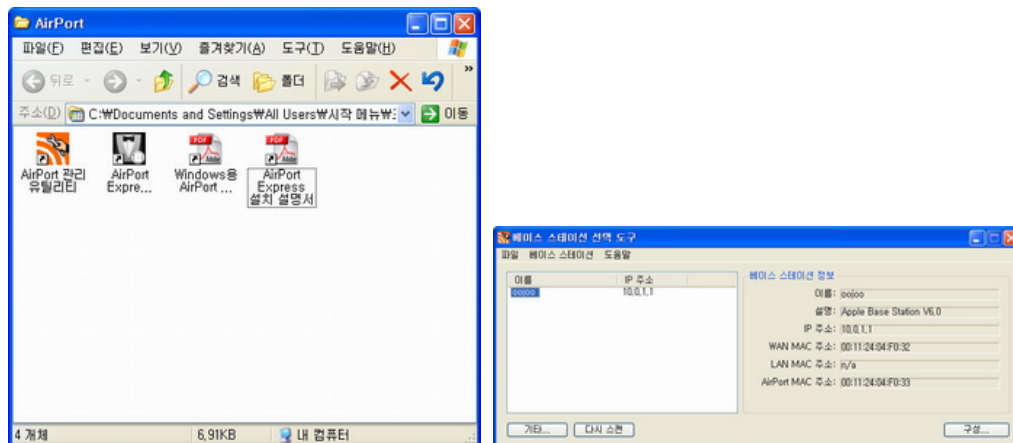 AirPort
파일(F) 편집(E) 보기(V) 즐겨찾기(A) 도구(T) 도움말(H)
뒤로 검색 폴더
주소(D) C:₩Documents and Settings₩All Users₩시작 메뉴₩ 이동
AirPort 관리 유틸리티
AirPort Expre...
Windows용 AirPort ...
AirPort Express 설치 설명서
4 개체 6,91KB 내 컴퓨터
베이스 스테이션 선택 도구
파일 베이스 스테이션 도움말
이름 IP 주소
oojoo 10,0,1,1
베이스 스테이션 정보
이름: oojoo
설명: Apple Base Station V6,0
IP 주소: 10,0,1,1
WAN MAC 주소: 00:11:24:04:F0:32
LAN MAC 주소: n/a
AirPort MAC 주소: 00:11:24:04:F0:33
기타... 다시 스캔 구성...